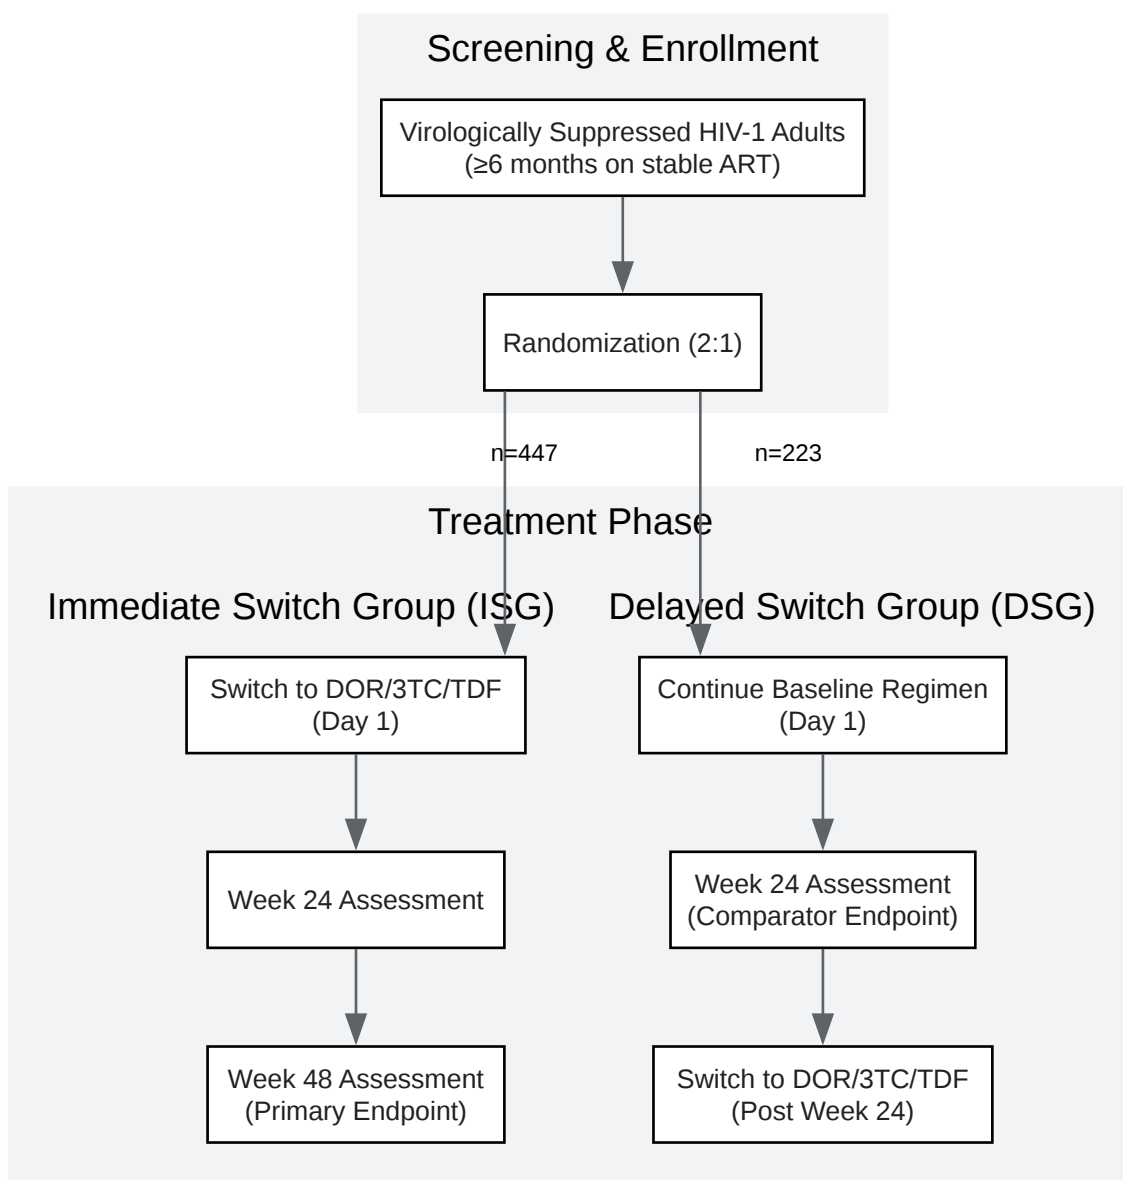 Screening & Enrollment
Virologically Suppressed HIV-1 Adults
(≥6 months on stable ART)
Randomization (2:1)
n=447
n=223
Treatment Phase
Immediate Switch Group (ISG)
Delayed Switch Group (DSG)
Switch to DOR/3TC/TDF
(Day 1)
Continue Baseline Regimen
(Day 1)
Week 24 Assessment
Week 24 Assessment
(Comparator Endpoint)
Week 48 Assessment
(Primary Endpoint)
Switch to DOR/3TC/TDF
(Post Week 24)